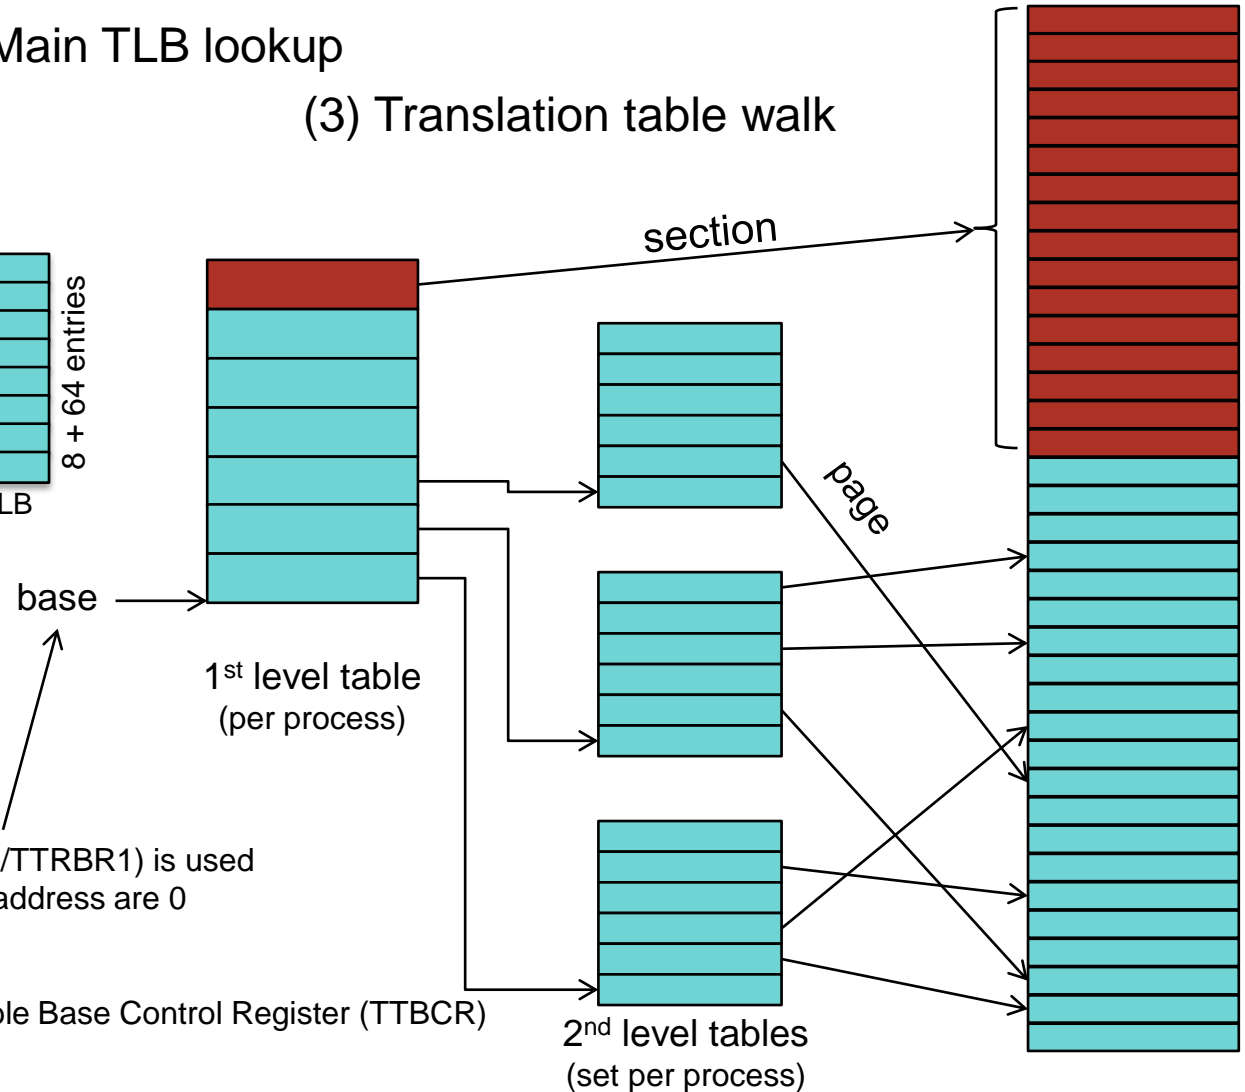 Main TLB lookup
(3) Translation table walk
section
8 + 64 entries
page
LB
base
1st level table
(per process)
/TTRBR1) is used
address are 0
ole Base Control Register (TTBCR)
2nd level tables
(set per process)